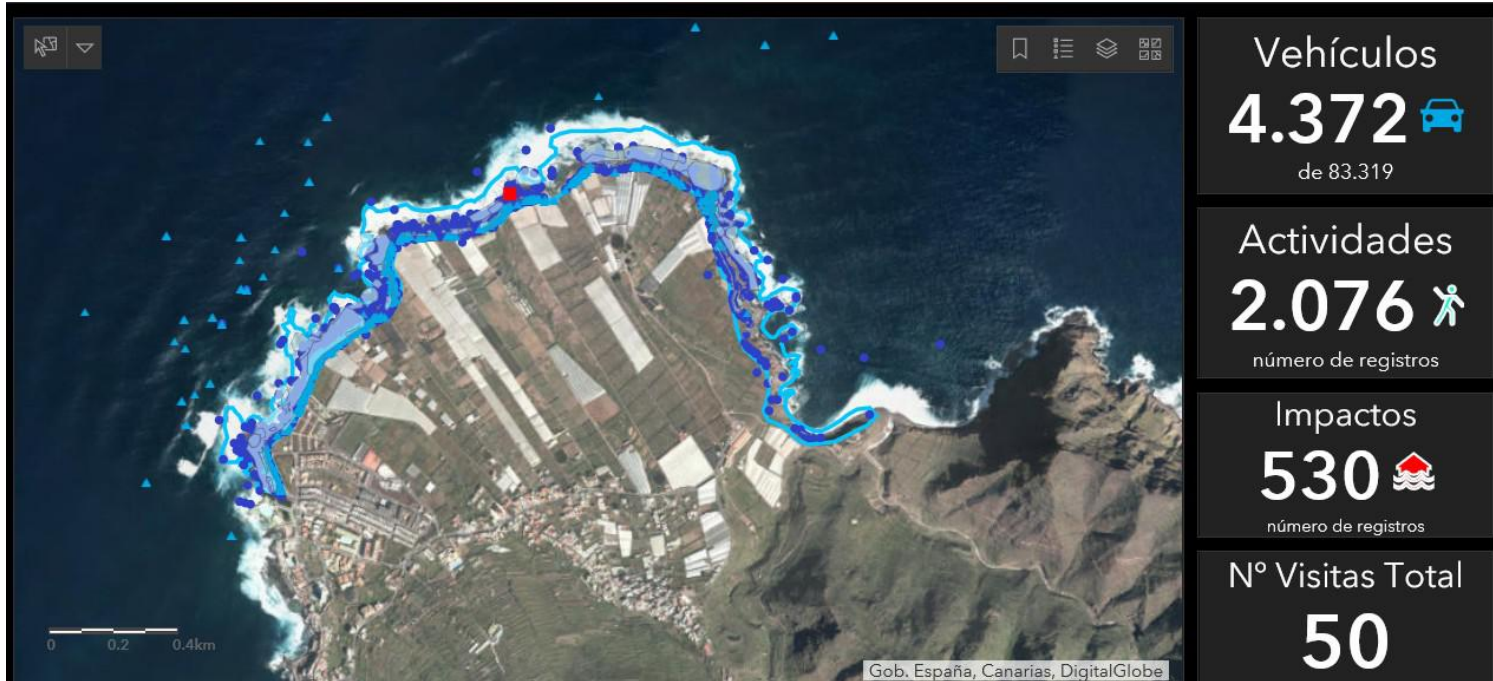 Vehículos
4.372
de 83.319
Actividades
2.076
número de registros
Impactos
530
número de registros
Nº Visitas Total
50
0 0.2 0.4km
Gob. España, Canarias, DigitalGlobe